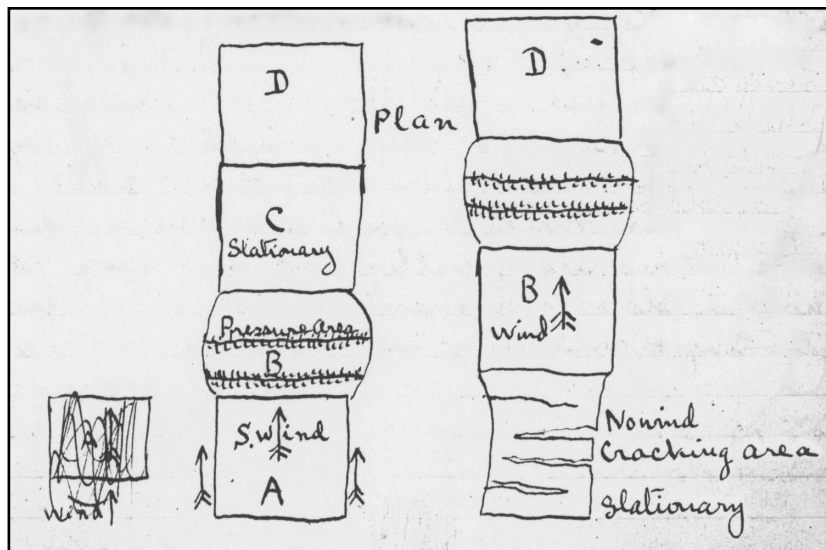 D
Plan
C
Stationary
Pressure Area
B
S. Wind
A
A
Wind
D
B
Wind
No wind
Cracking area
Stationary